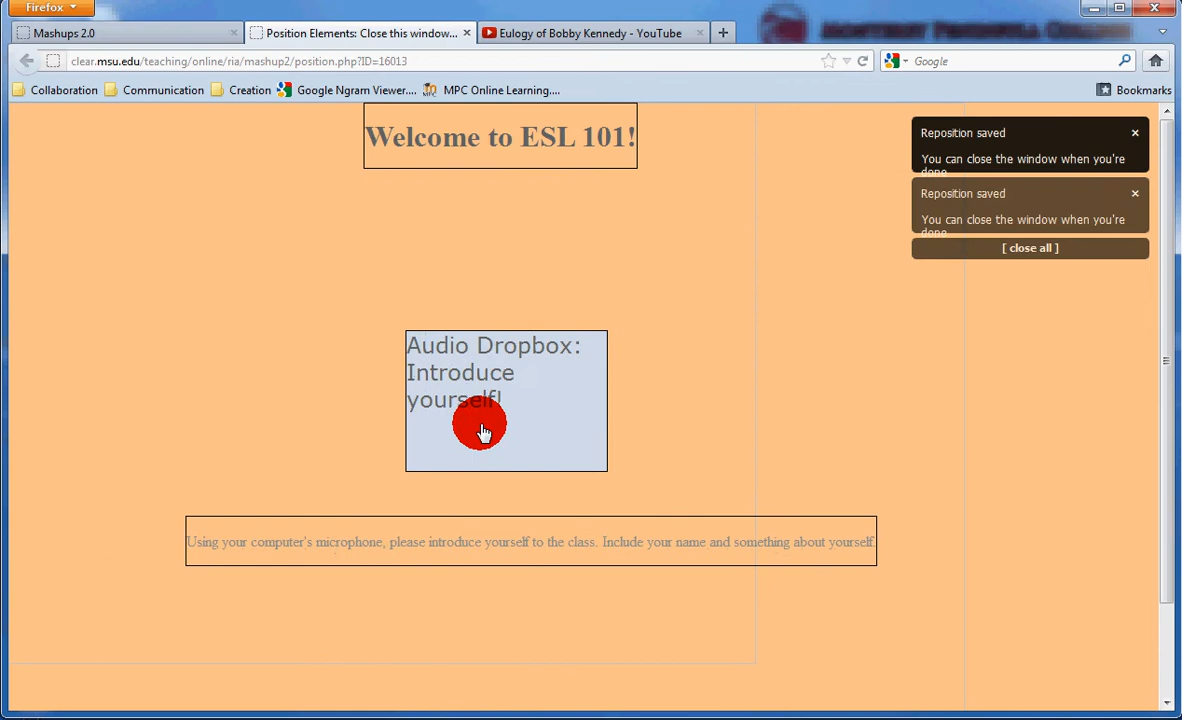 Firefox
Mashups 2.0
Position Elements: Close this window...
Eulogy of Bobby Kennedy - YouTube
clear.msu.edu/teaching/online/ria/mashup2/position.php?ID=16013
Google
Collaboration
Communication
Creation
Google Ngram Viewer....
MPC Online Learning....
Bookmarks
Welcome to ESL 101!
Reposition saved
You can close the window when you're
done
Reposition saved
You can close the window when you're
done
[ close all ]
Audio Dropbox:
Introduce
yourself!
Using your computer's microphone, please introduce yourself to the class. Include your name and something about yourself.